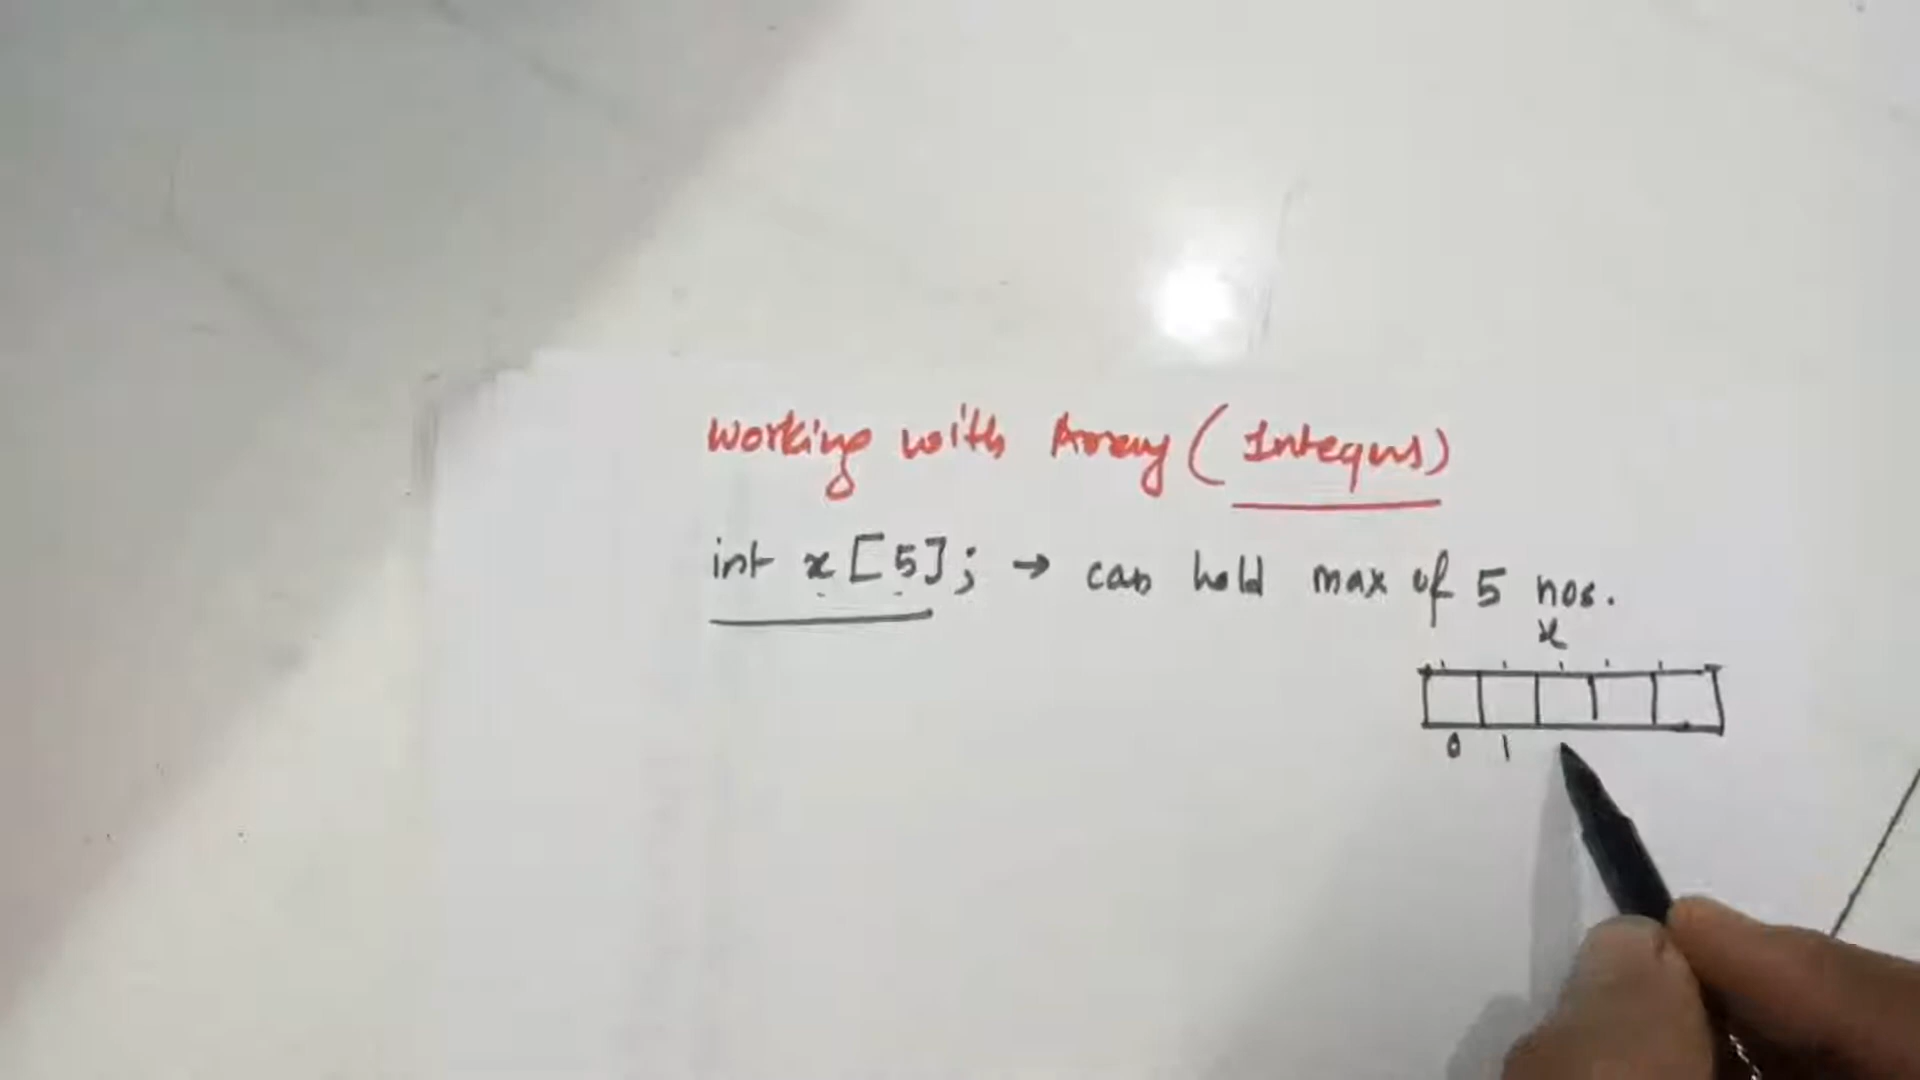 Working with Array (Integers)
int x[5]; → can hold max of 5 nos.
x
0 1